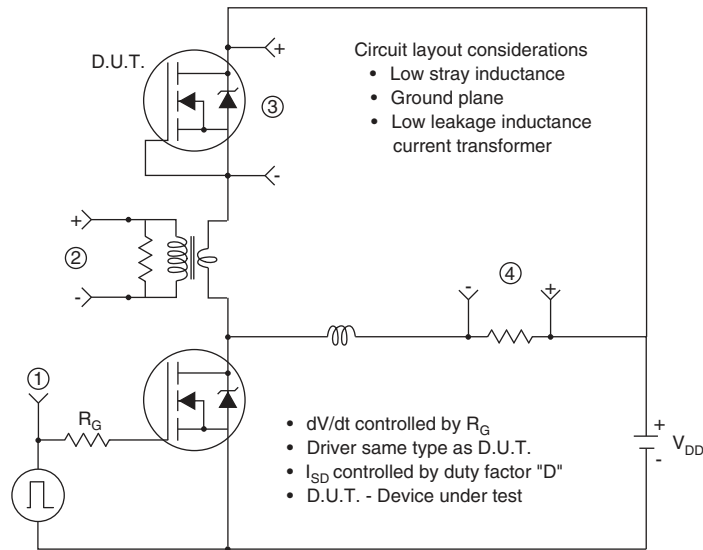 D.U.T.
+
③
-
Circuit layout considerations
• Low stray inductance
• Ground plane
• Low leakage inductance
current transformer
+
②
-
④
-
+
①
R_G
• dV/dt controlled by R_G
• Driver same type as D.U.T.
• I_SD controlled by duty factor "D"
• D.U.T. - Device under test
+
-
V_DD